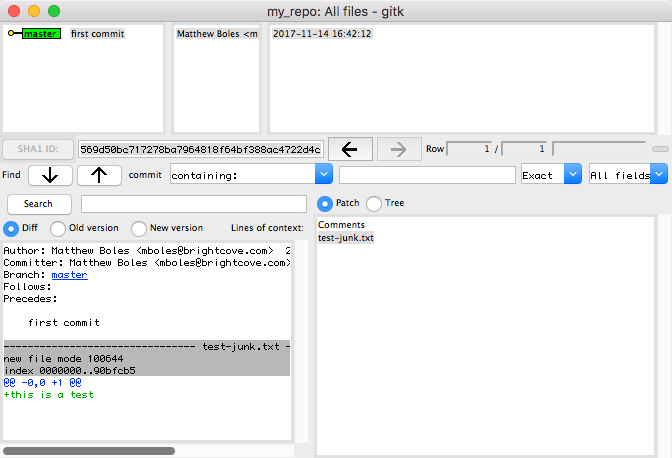 my_repo: All files - gitk
master first commit Matthew Boles <m 2017-11-14 16:42:12
SHA1 ID: 569d50bc717278ba7964818f64bf388ac4722d4c Row 1 / 1
Find commit containing: Exact All fields
Search
Patch Tree
Diff Old version New version Lines of context:
Comments
test-junk.txt
Author: Matthew Boles <mboles@brightcove.com> 2
Committer: Matthew Boles <mboles@brightcove.com>
Branch: master
Follows:
Precedes:
first commit
-------------------------------- test-junk.txt -
new file mode 100644
index 0000000..90bfcb5
@@ -0,0 +1 @@
+this is a test